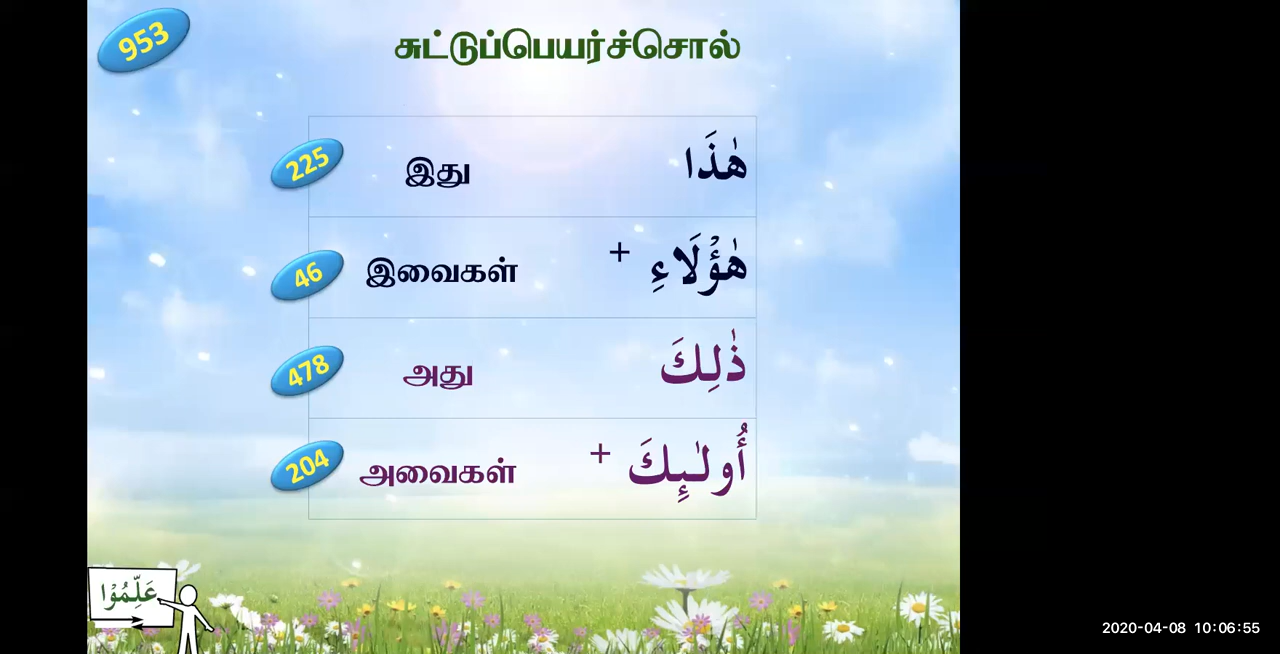 953
சுட்டுப்பெயர்ச்சொல்
225 இது هٰذَا
46 இவைகள் + هٰؤُلَاءِ
478 அது ذٰلِكَ
204 அவைகள் + أُولٰـئِكَ
عَلِّمُوْا
2020-04-08 10:06:55